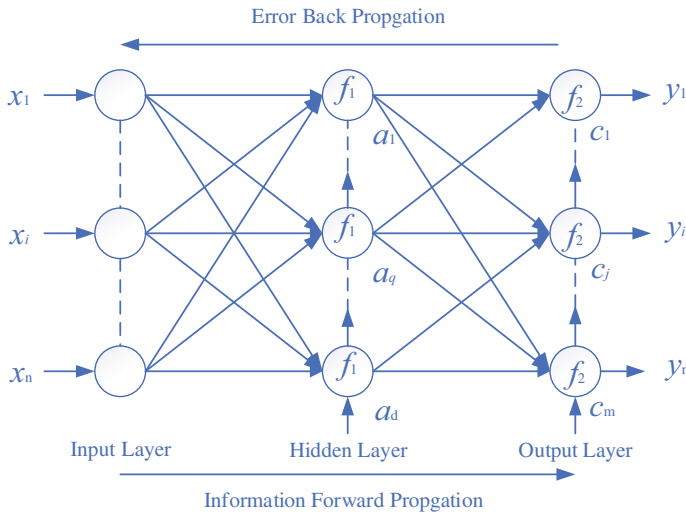 Error Back Propgation
x1 f1 f2 y1
a1 c1
xi f1 f2 yi
aq cj
xn f1 f2 yn
ad cm
Input Layer Hidden Layer Output Layer
Information Forward Propgation